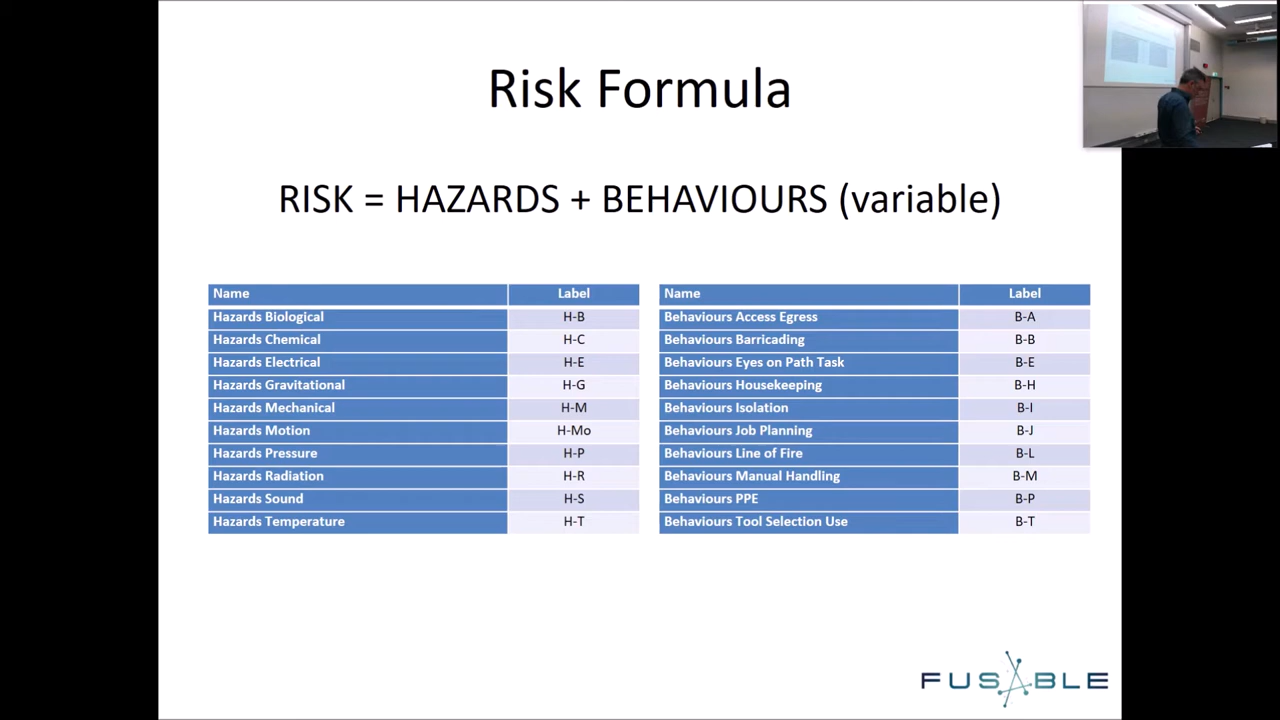 Risk Formula
RISK = HAZARDS + BEHAVIOURS (variable)
Name Label
Hazards Biological H-B
Hazards Chemical H-C
Hazards Electrical H-E
Hazards Gravitational H-G
Hazards Mechanical H-M
Hazards Motion H-Mo
Hazards Pressure H-P
Hazards Radiation H-R
Hazards Sound H-S
Hazards Temperature H-T
Name Label
Behaviours Access Egress B-A
Behaviours Barricading B-B
Behaviours Eyes on Path Task B-E
Behaviours Housekeeping B-H
Behaviours Isolation B-I
Behaviours Job Planning B-J
Behaviours Line of Fire B-L
Behaviours Manual Handling B-M
Behaviours PPE B-P
Behaviours Tool Selection Use B-T
FUSABLE